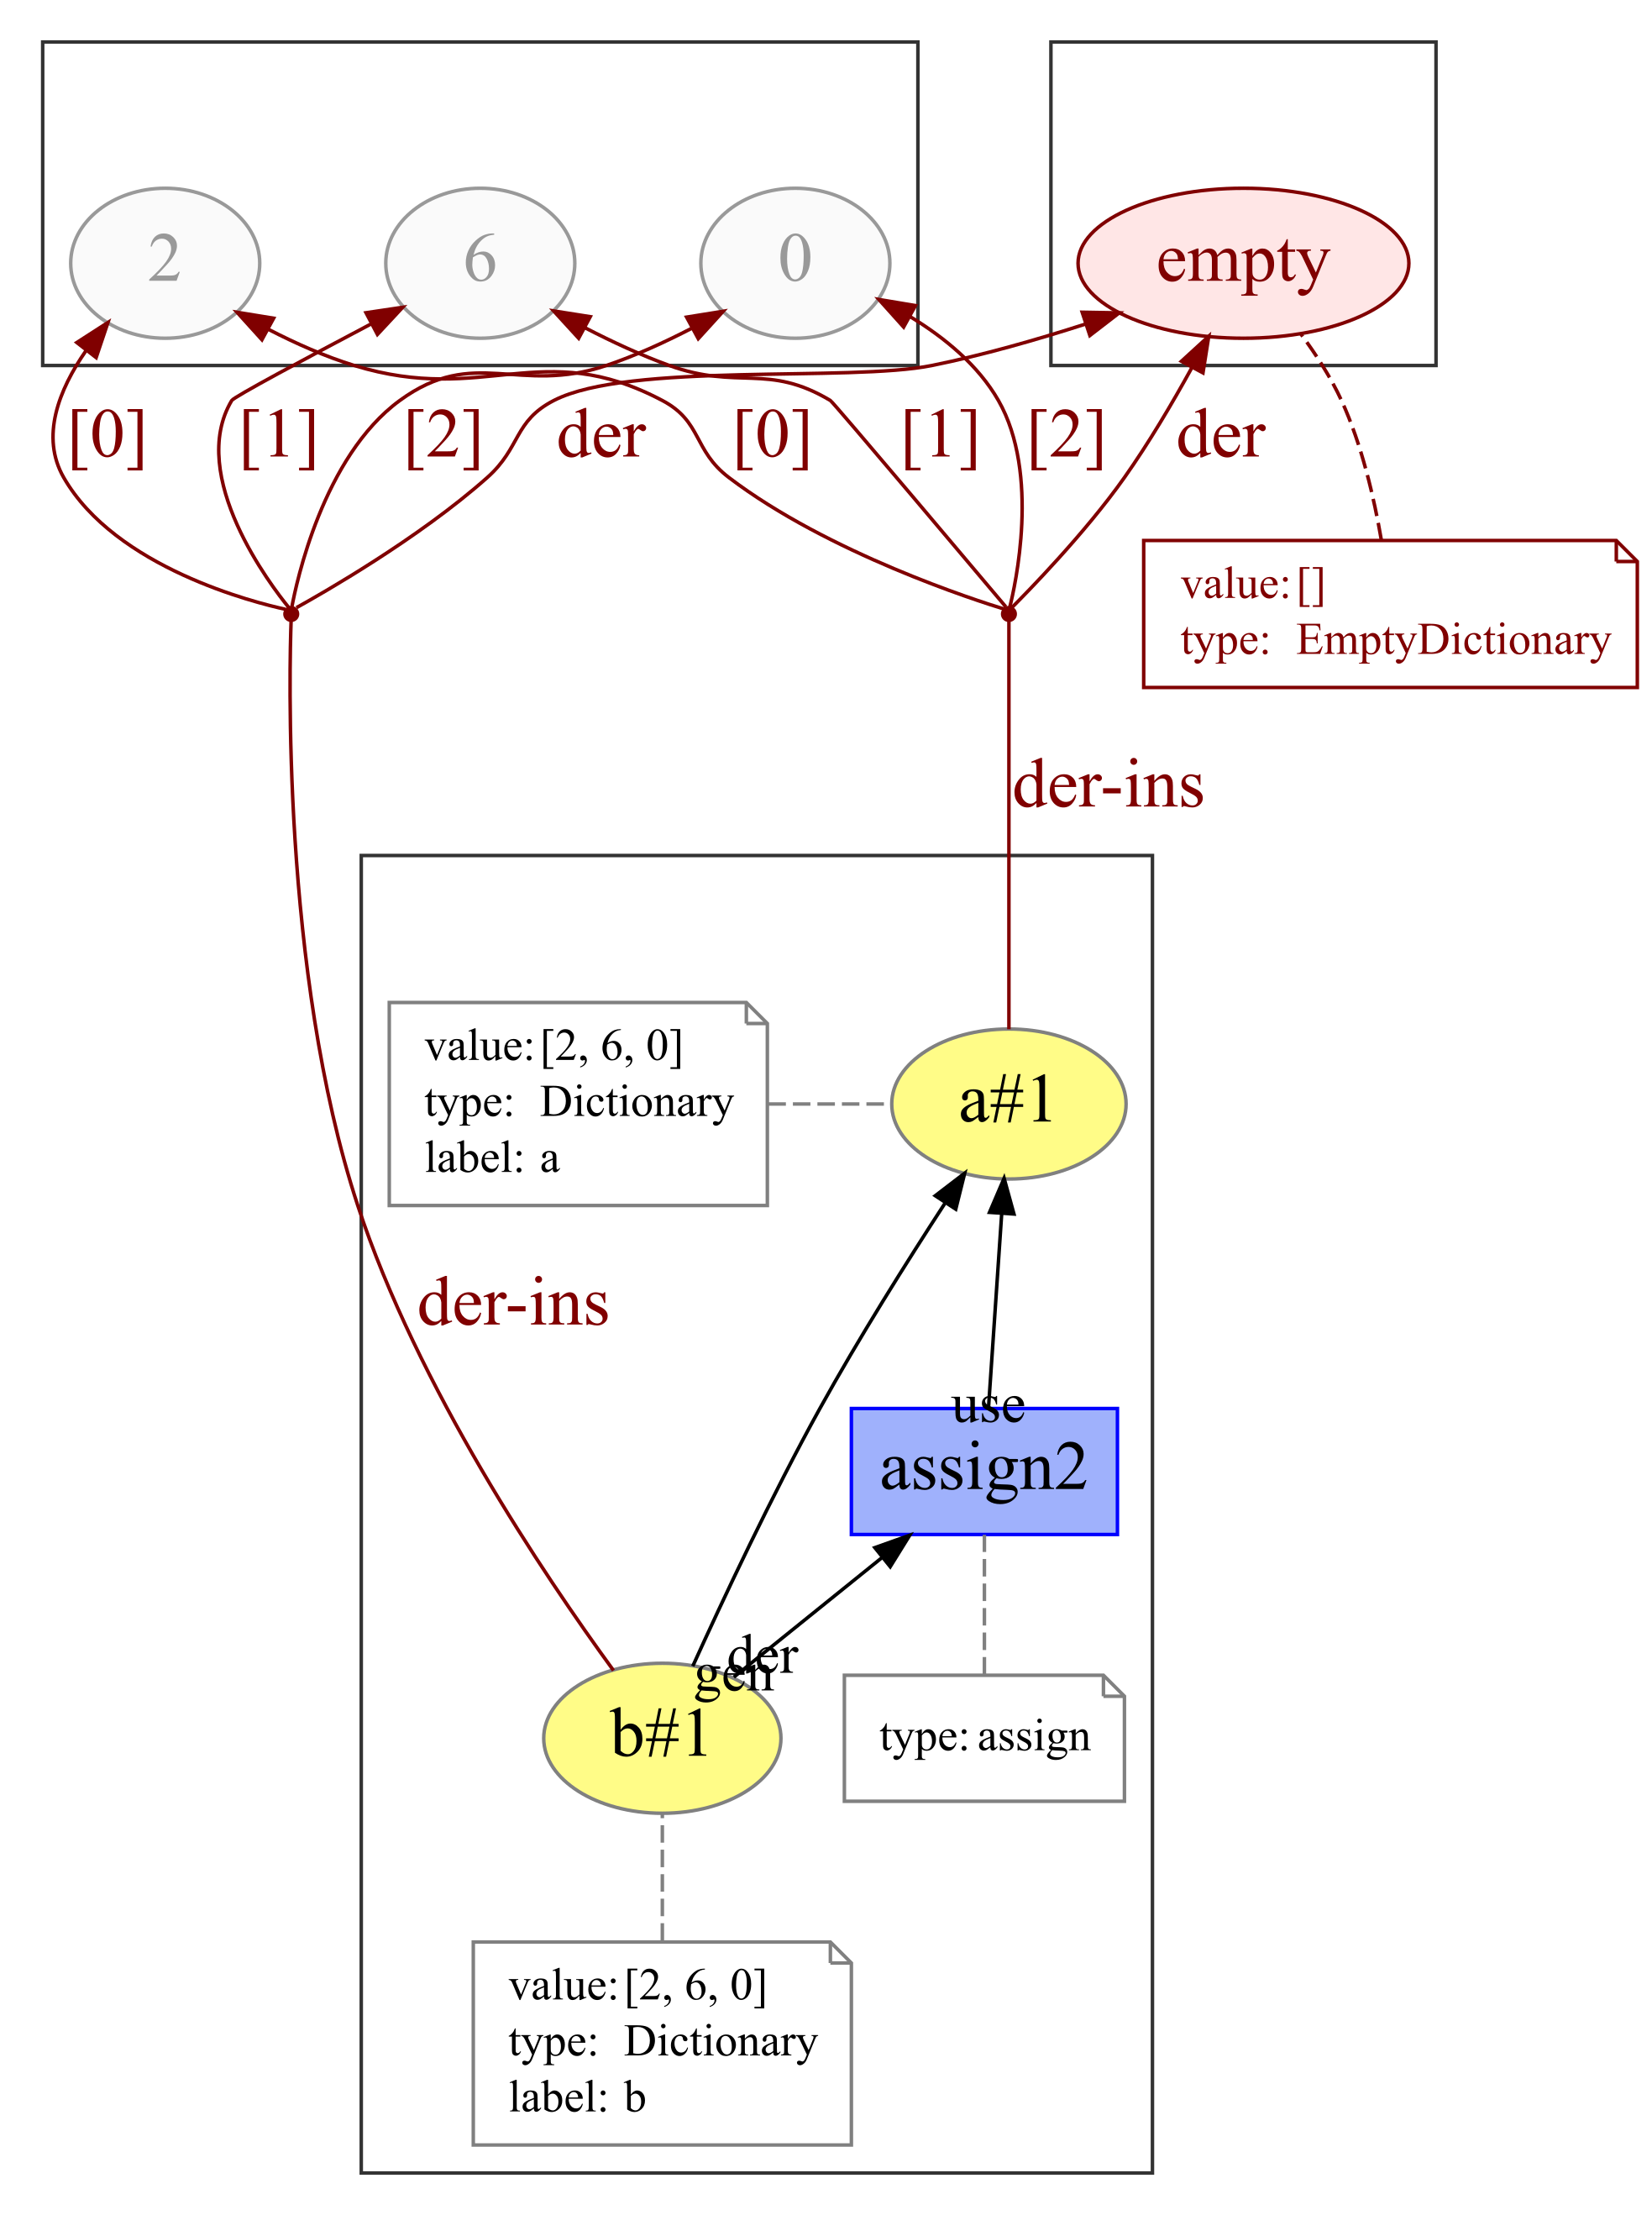 2
6
0
empty
[0]
[1]
[2]
der
[0]
[1]
[2]
der
value: []
type: EmptyDictionary
der-ins
value: [2, 6, 0]
type: Dictionary
label: a
a#1
der-ins
use
assign2
der
gen
b#1
type: assign
value: [2, 6, 0]
type: Dictionary
label: b